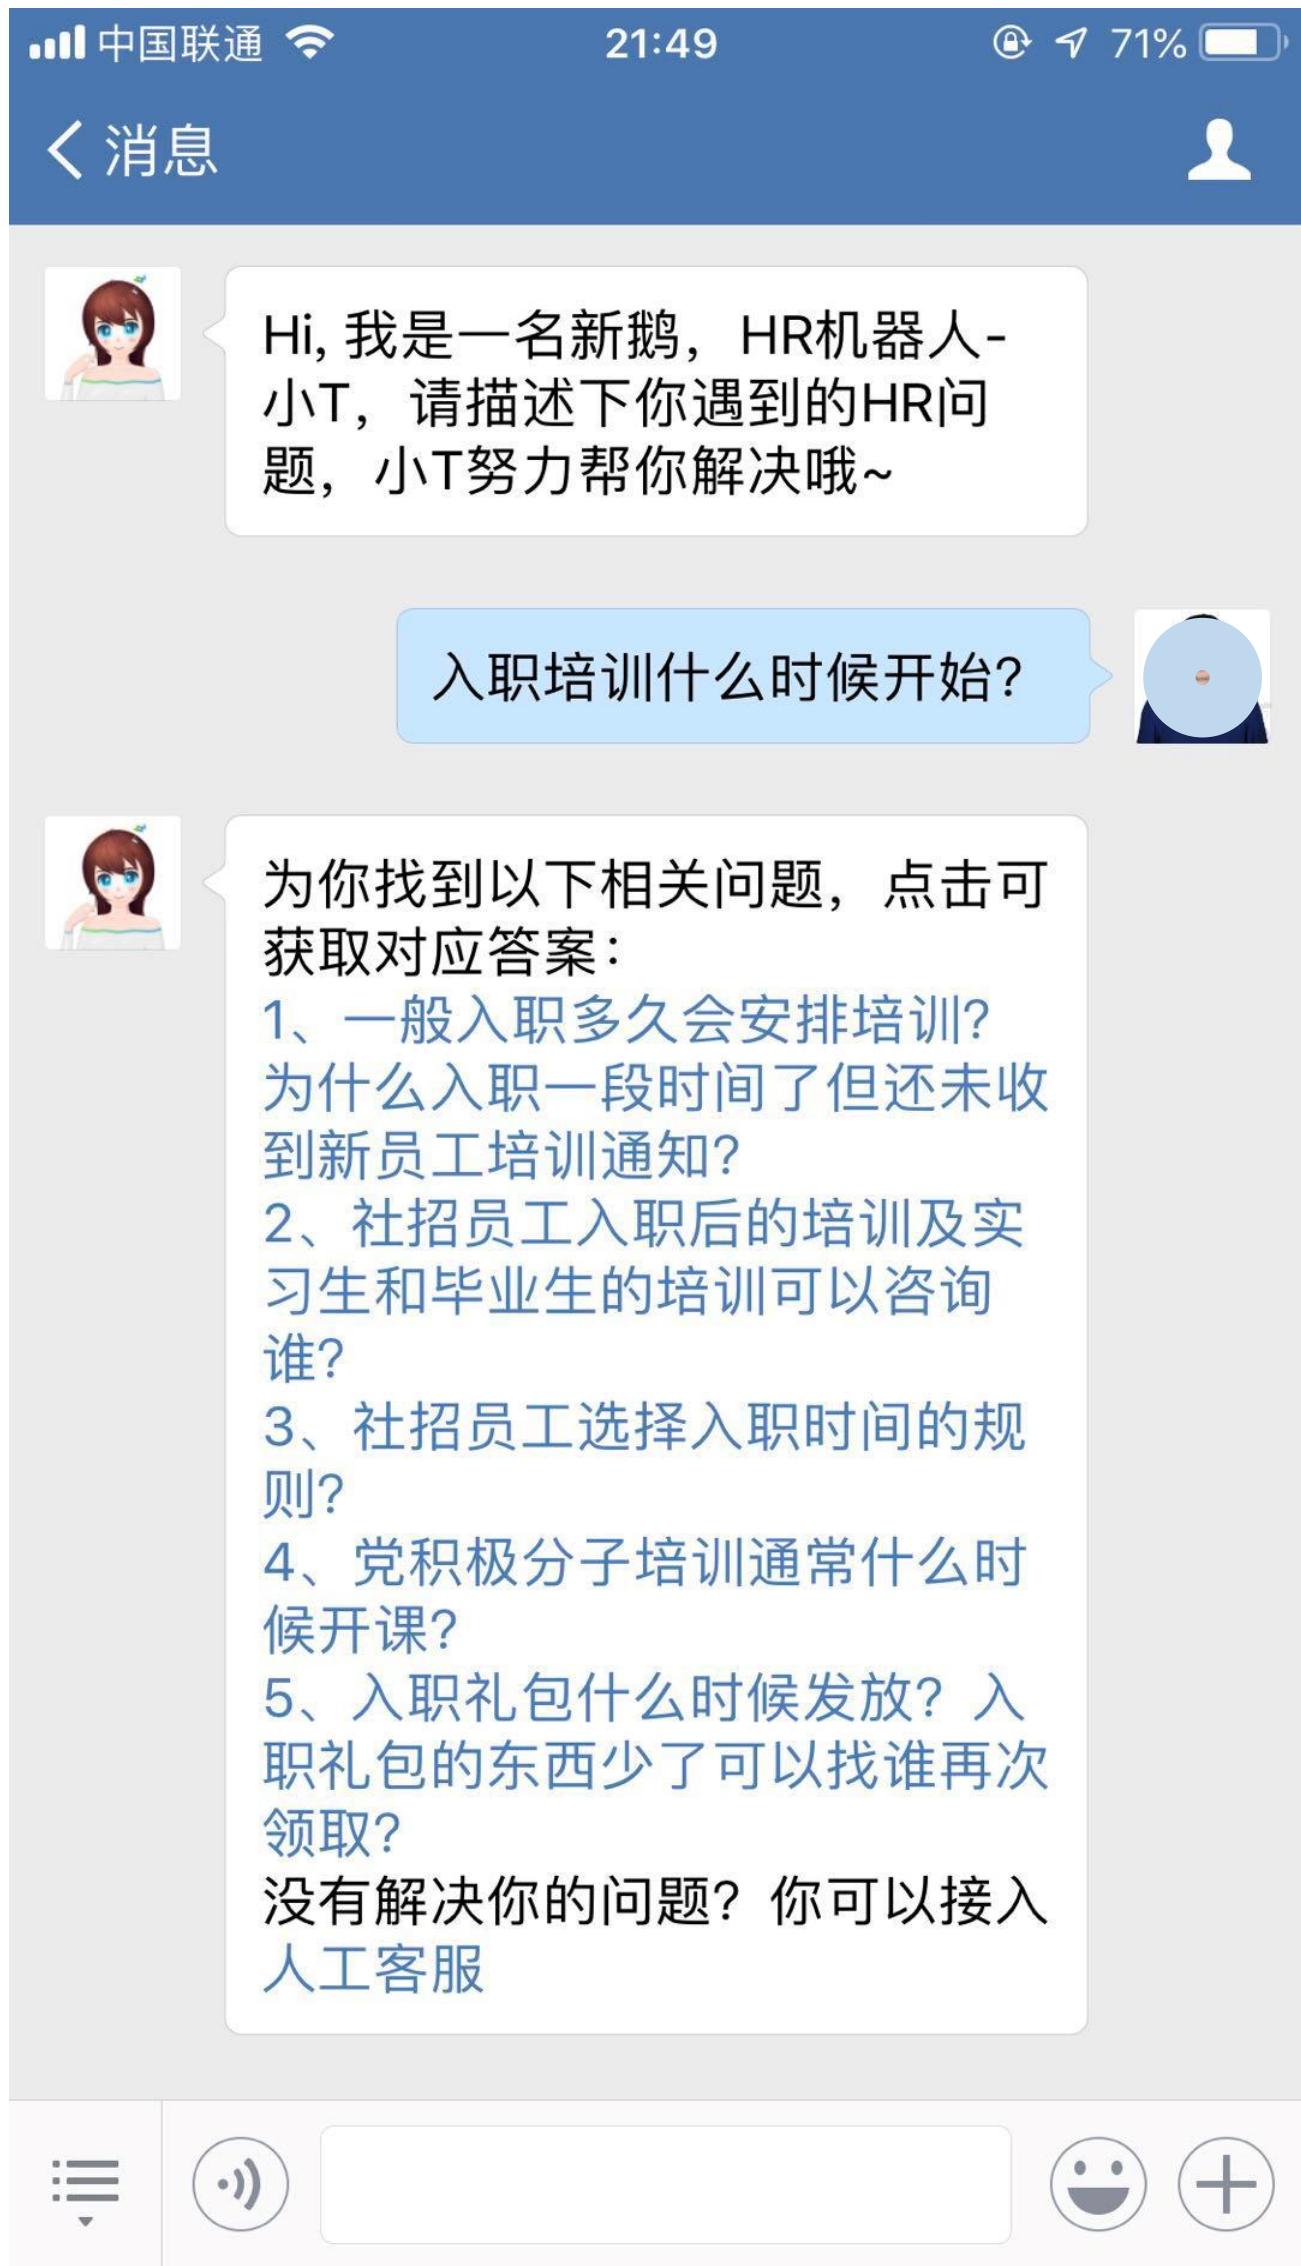 中国联通
21:49
71%
消息
Hi, 我是一名新鹅，HR机器人-
小T，请描述下你遇到的HR问
题，小T努力帮你解决哦~
入职培训什么时候开始?
为你找到以下相关问题，点击可
获取对应答案：
1、一般入职多久会安排培训?
为什么入职一段时间了但还未收
到新员工培训通知?
2、社招员工入职后的培训及实
习生和毕业生的培训可以咨询
谁?
3、社招员工选择入职时间的规
则?
4、党积极分子培训通常什么时
候开课?
5、入职礼包什么时候发放？入
职礼包的东西少了可以找谁再次
领取?
没有解决你的问题？你可以接入
人工客服